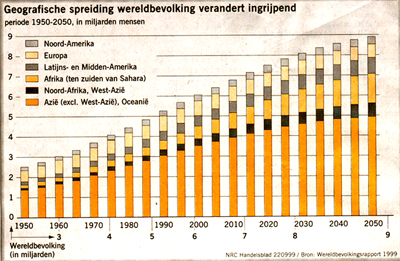 Geografische spreiding wereldbevolking verandert ingrijpend
periode 1950-2050, in miljarden mensen
9
8
7
6
5
4
3
2
1
0
Noord-Amerika
Europa
Latijns- en Midden-Amerika
Afrika (ten zuiden van Sahara)
Noord-Afrika, West-Azië
Azië (excl. West-Azië), Oceanië
1950 1960 1970 1980 1990 2000 2010 2020 2030 2040 2050
3 4 5 6 7 8 9
Wereldbevolking
(in miljarden)
NRC Handelsblad 220999 / Bron: Wereldbevolkingsrapport 1999